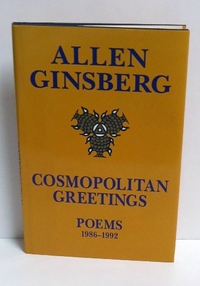 ALLEN
GINSBERG
COSMOPOLITAN
GREETINGS
POEMS
1986-1992